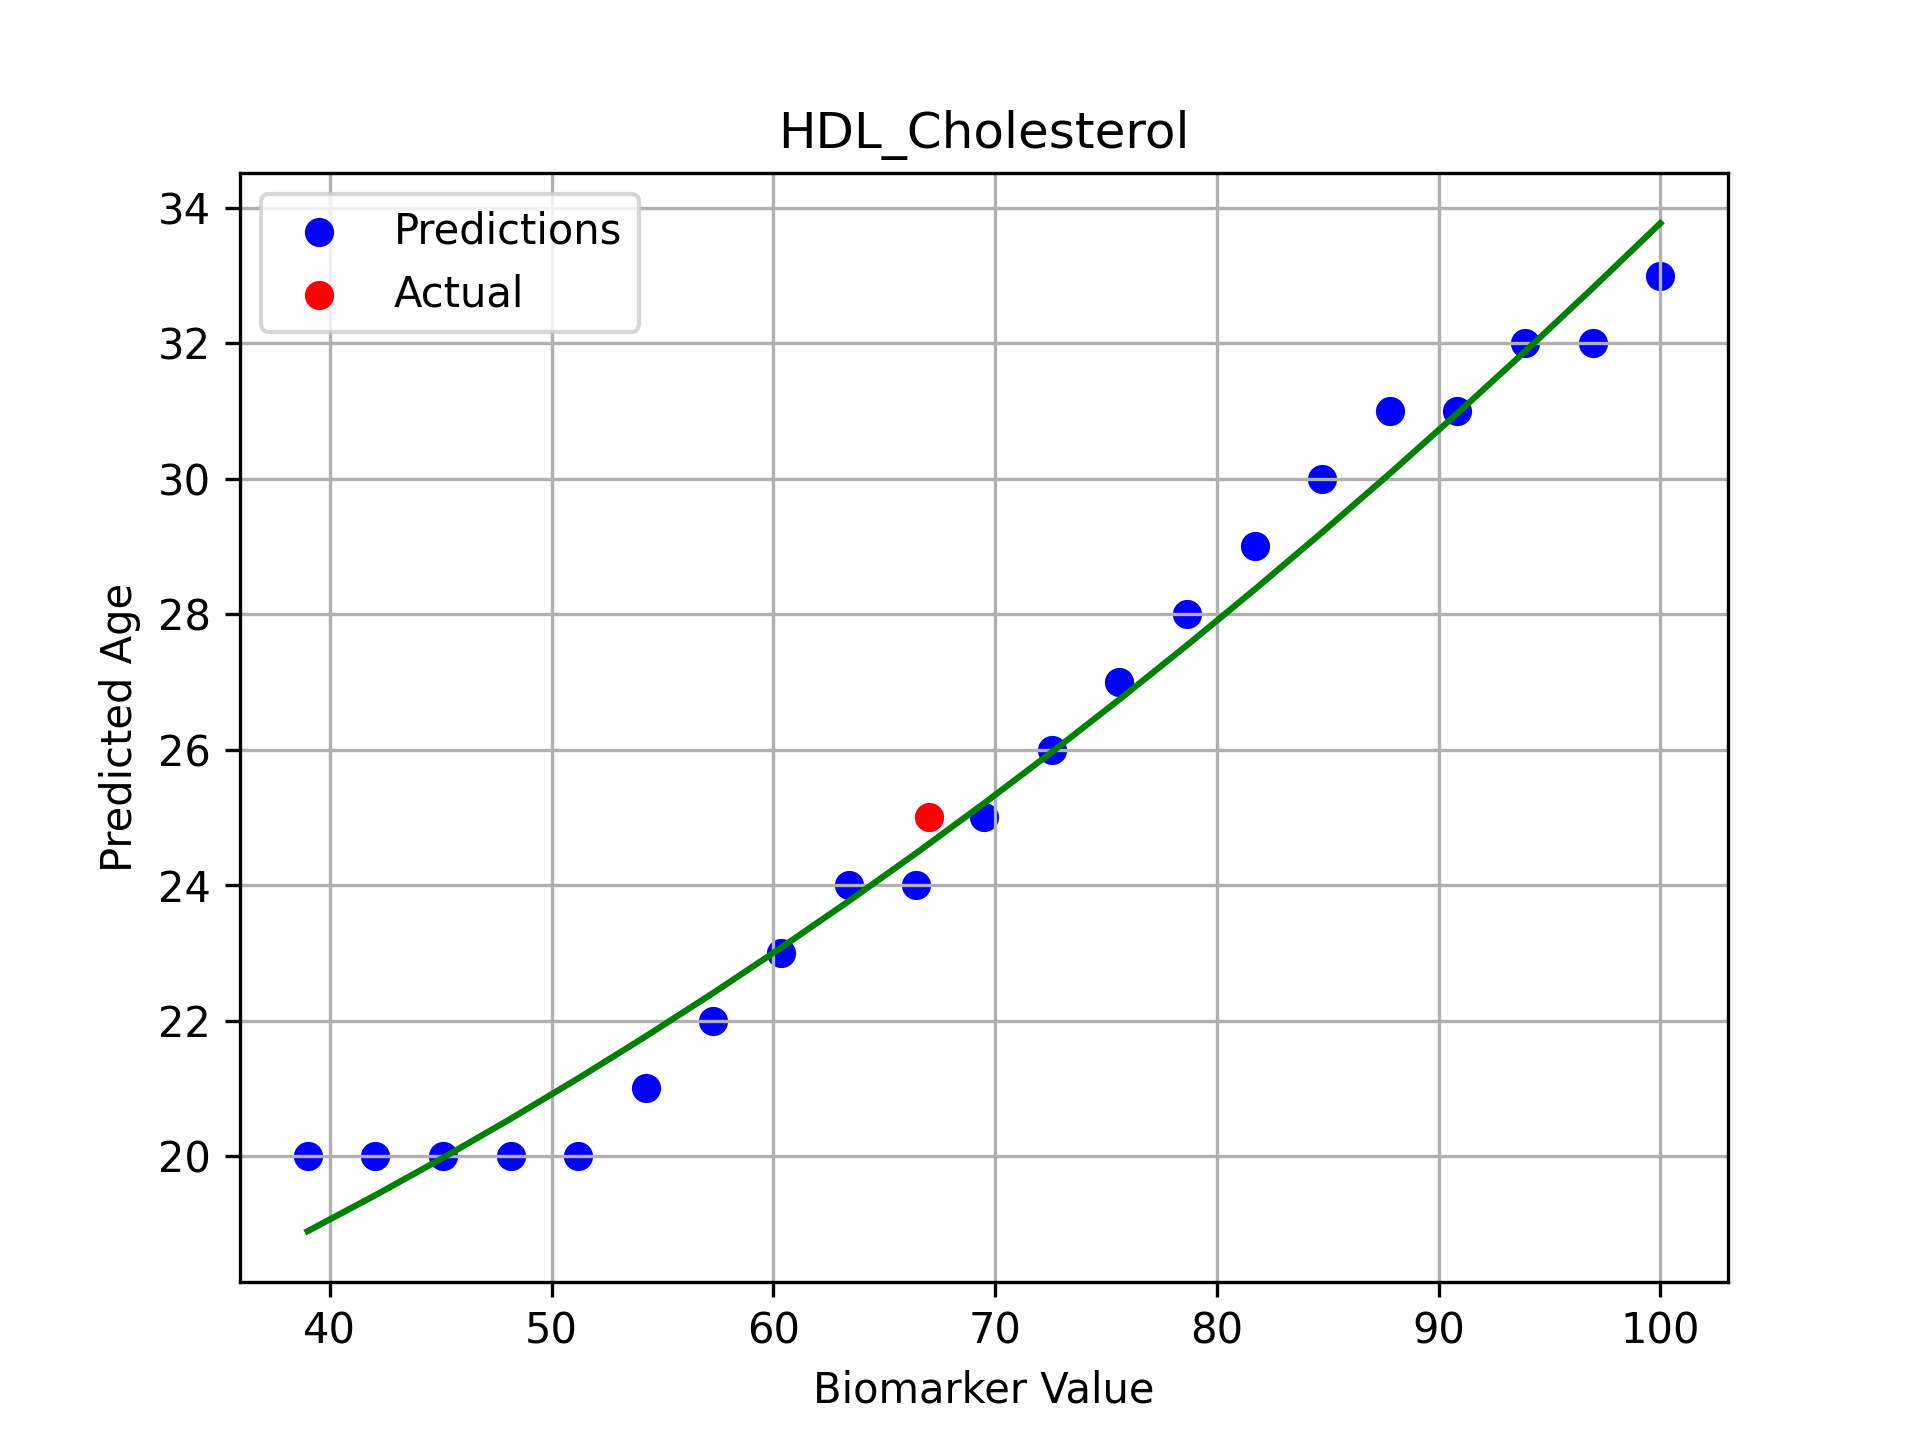 HDL_Cholesterol
Predictions
Actual
34
32
30
28
26
24
22
20
Predicted Age
40 50 60 70 80 90 100
Biomarker Value